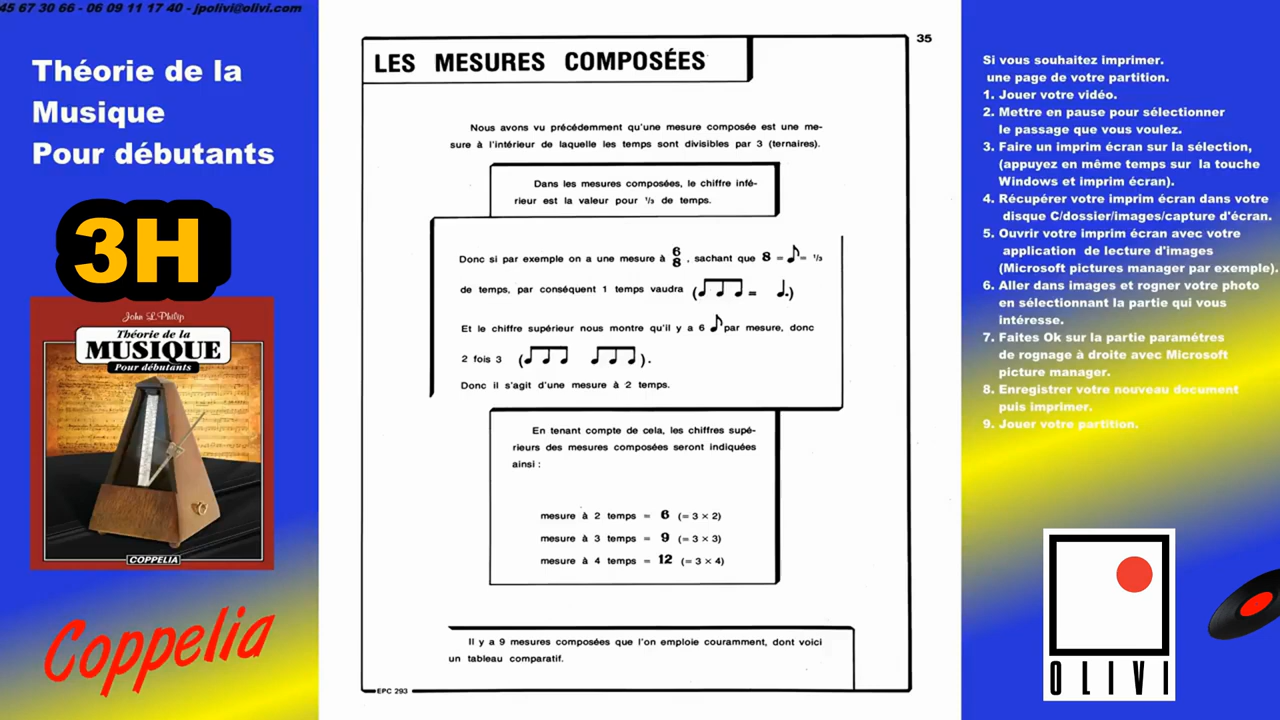 45 67 30 66 - 06 09 11 17 40 - jpolivi@olivi.com
Théorie de la
Musique
Pour débutants
3H
John L. Philip
Théorie de la
MUSIQUE
Pour débutants
COPPELIA
Coppelia
35
LES MESURES COMPOSÉES
Nous avons vu précédemment qu'une mesure composée est une me-
sure à l'intérieur de laquelle les temps sont divisibles par 3 (ternaires).
Dans les mesures composées, le chiffre infé-
rieur est la valeur pour 1/3 de temps.
Donc si par exemple on a une mesure à 6/8 , sachant que 8 = ♪ = 1/3
de temps, par conséquent 1 temps vaudra (♪♪♪ = ♩.)
Et le chiffre supérieur nous montre qu'il y a 6 ♪ par mesure, donc
2 fois 3 (♪♪♪ ♪♪♪).
Donc il s'agit d'une mesure à 2 temps.
En tenant compte de cela, les chiffres supé-
rieurs des mesures composées seront indiquées
ainsi :
mesure à 2 temps = 6 (= 3 × 2)
mesure à 3 temps = 9 (= 3 × 3)
mesure à 4 temps = 12 (= 3 × 4)
Il y a 9 mesures composées que l'on emploie couramment, dont voici
un tableau comparatif.
EPC 293
Si vous souhaitez imprimer.
une page de votre partition.
1. Jouer votre vidéo.
2. Mettre en pause pour sélectionner
le passage que vous voulez.
3. Faire un imprim écran sur la sélection,
(appuyez en même temps sur la touche
Windows et imprim écran).
4. Récupérer votre imprim écran dans votre
disque C/dossier/images/capture d'écran.
5. Ouvrir votre imprim écran avec votre
application de lecture d'images
(Microsoft pictures manager par exemple).
6. Aller dans images et rogner votre photo
en sélectionnant la partie qui vous
intéresse.
7. Faites Ok sur la partie paramétres
de rognage à droite avec Microsoft
picture manager.
8. Enregistrer votre nouveau document
puis imprimer.
9. Jouer votre partition.
OLIVI